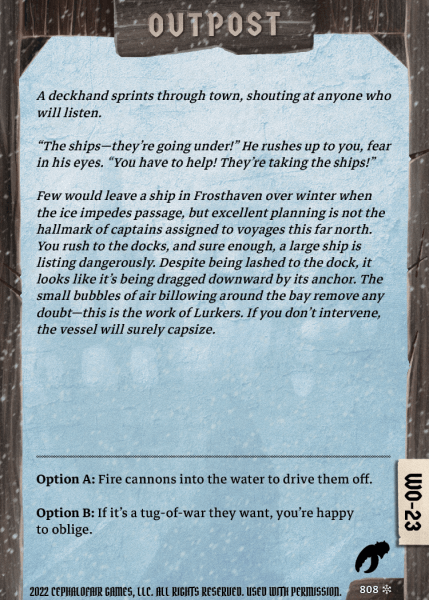 OUTPOST
A deckhand sprints through town, shouting at anyone who
will listen.
“The ships—they’re going under!” He rushes up to you, fear
in his eyes. “You have to help! They’re taking the ships!”
Few would leave a ship in Frosthaven over winter when
the ice impedes passage, but excellent planning is not the
hallmark of captains assigned to voyages this far north.
You rush to the docks, and sure enough, a large ship is
listing dangerously. Despite being lashed to the dock, it
looks like it’s being dragged downward by its anchor. The
small bubbles of air billowing around the bay remove any
doubt—this is the work of Lurkers. If you don’t intervene,
the vessel will surely capsize.
Option A: Fire cannons into the water to drive them off.
Option B: If it’s a tug-of-war they want, you’re happy
to oblige.
WO-23
2022 CEPHALOFAIR GAMES, LLC. ALL RIGHTS RESERVED. USED WITH PERMISSION.
808